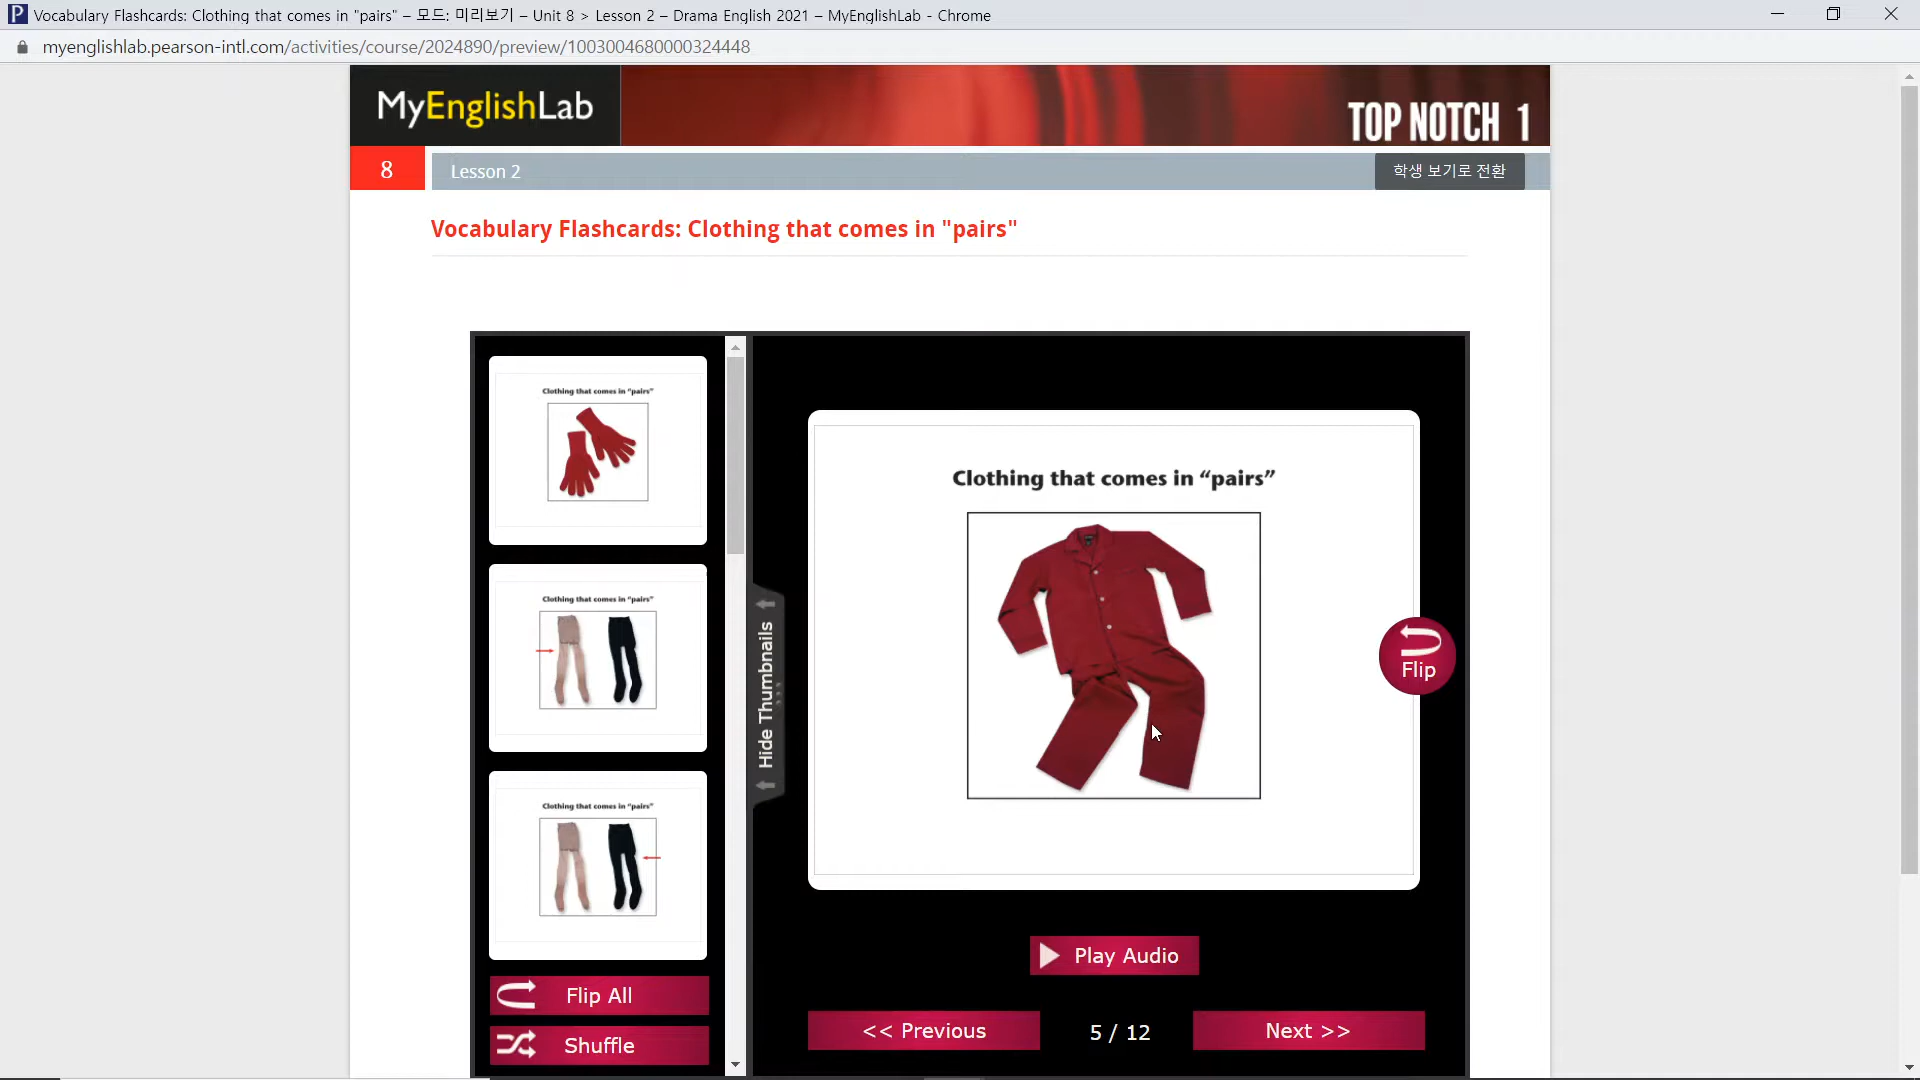 Vocabulary Flashcards: Clothing that comes in "pairs" – 모드: 미리보기 – Unit 8 > Lesson 2 – Drama English 2021 – MyEnglishLab - Chrome
myenglishlab.pearson-intl.com/activities/course/2024890/preview/1003004680000324448
MyEnglishLab
TOP NOTCH 1
8
Lesson 2
학생 보기로 전환
Vocabulary Flashcards: Clothing that comes in "pairs"
Clothing that comes in “pairs”
Clothing that comes in “pairs”
Clothing that comes in “pairs”
Flip All
Shuffle
Hide Thumbnails
Clothing that comes in “pairs”
Flip
Play Audio
<< Previous
5 / 12
Next >>